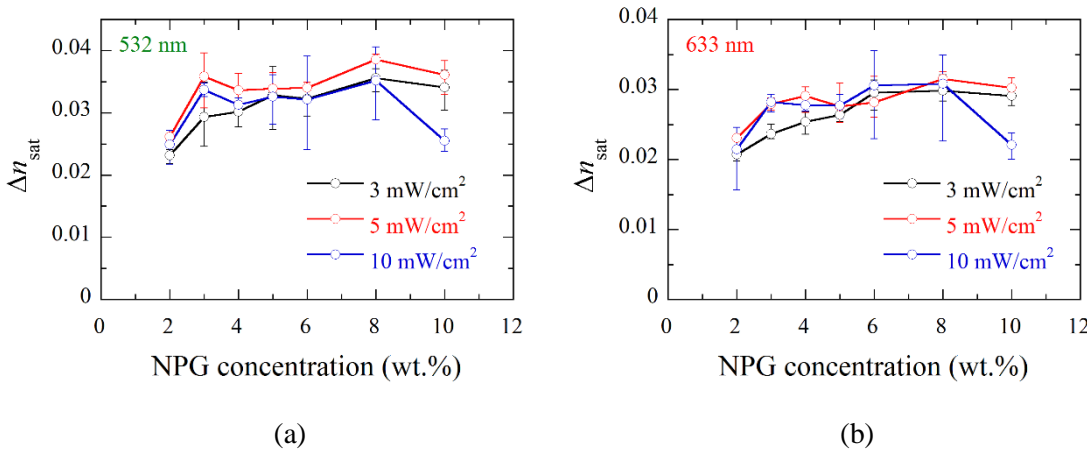 532 nm
0.04
0.03
0.02
0.01
0
Δn_sat
3 mW/cm²
5 mW/cm²
10 mW/cm²
0 2 4 6 8 10 12
NPG concentration (wt.%)
(a)
633 nm
0.04
0.03
0.02
0.01
0
Δn_sat
3 mW/cm²
5 mW/cm²
10 mW/cm²
0 2 4 6 8 10 12
NPG concentration (wt.%)
(b)